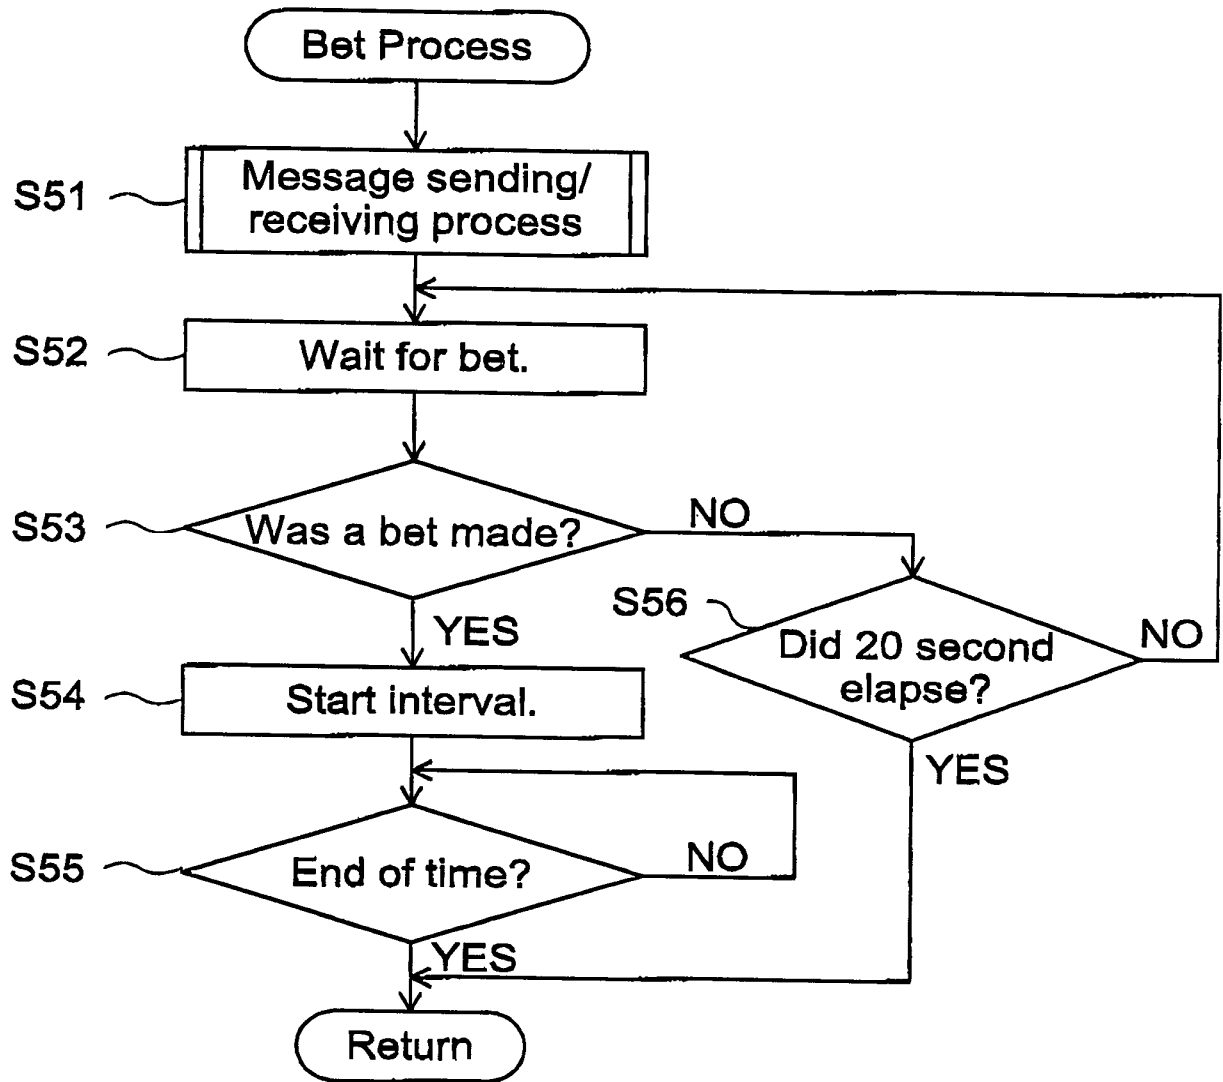 Bet Process
S51
Message sending/
receiving process
S52
Wait for bet.
S53
Was a bet made?
NO
YES
S56
Did 20 second
elapse?
NO
YES
S54
Start interval.
S55
End of time?
NO
YES
Return